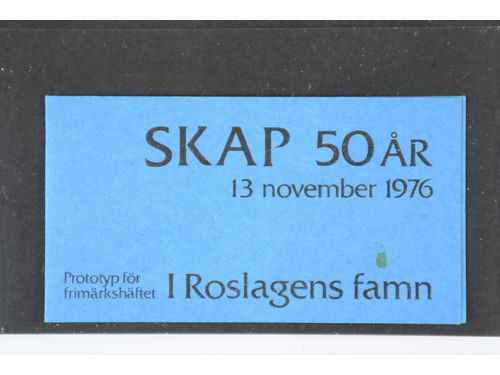 SKAP 50 ÅR
13 november 1976
Prototyp för
frimärkshäftet
I Roslagens famn